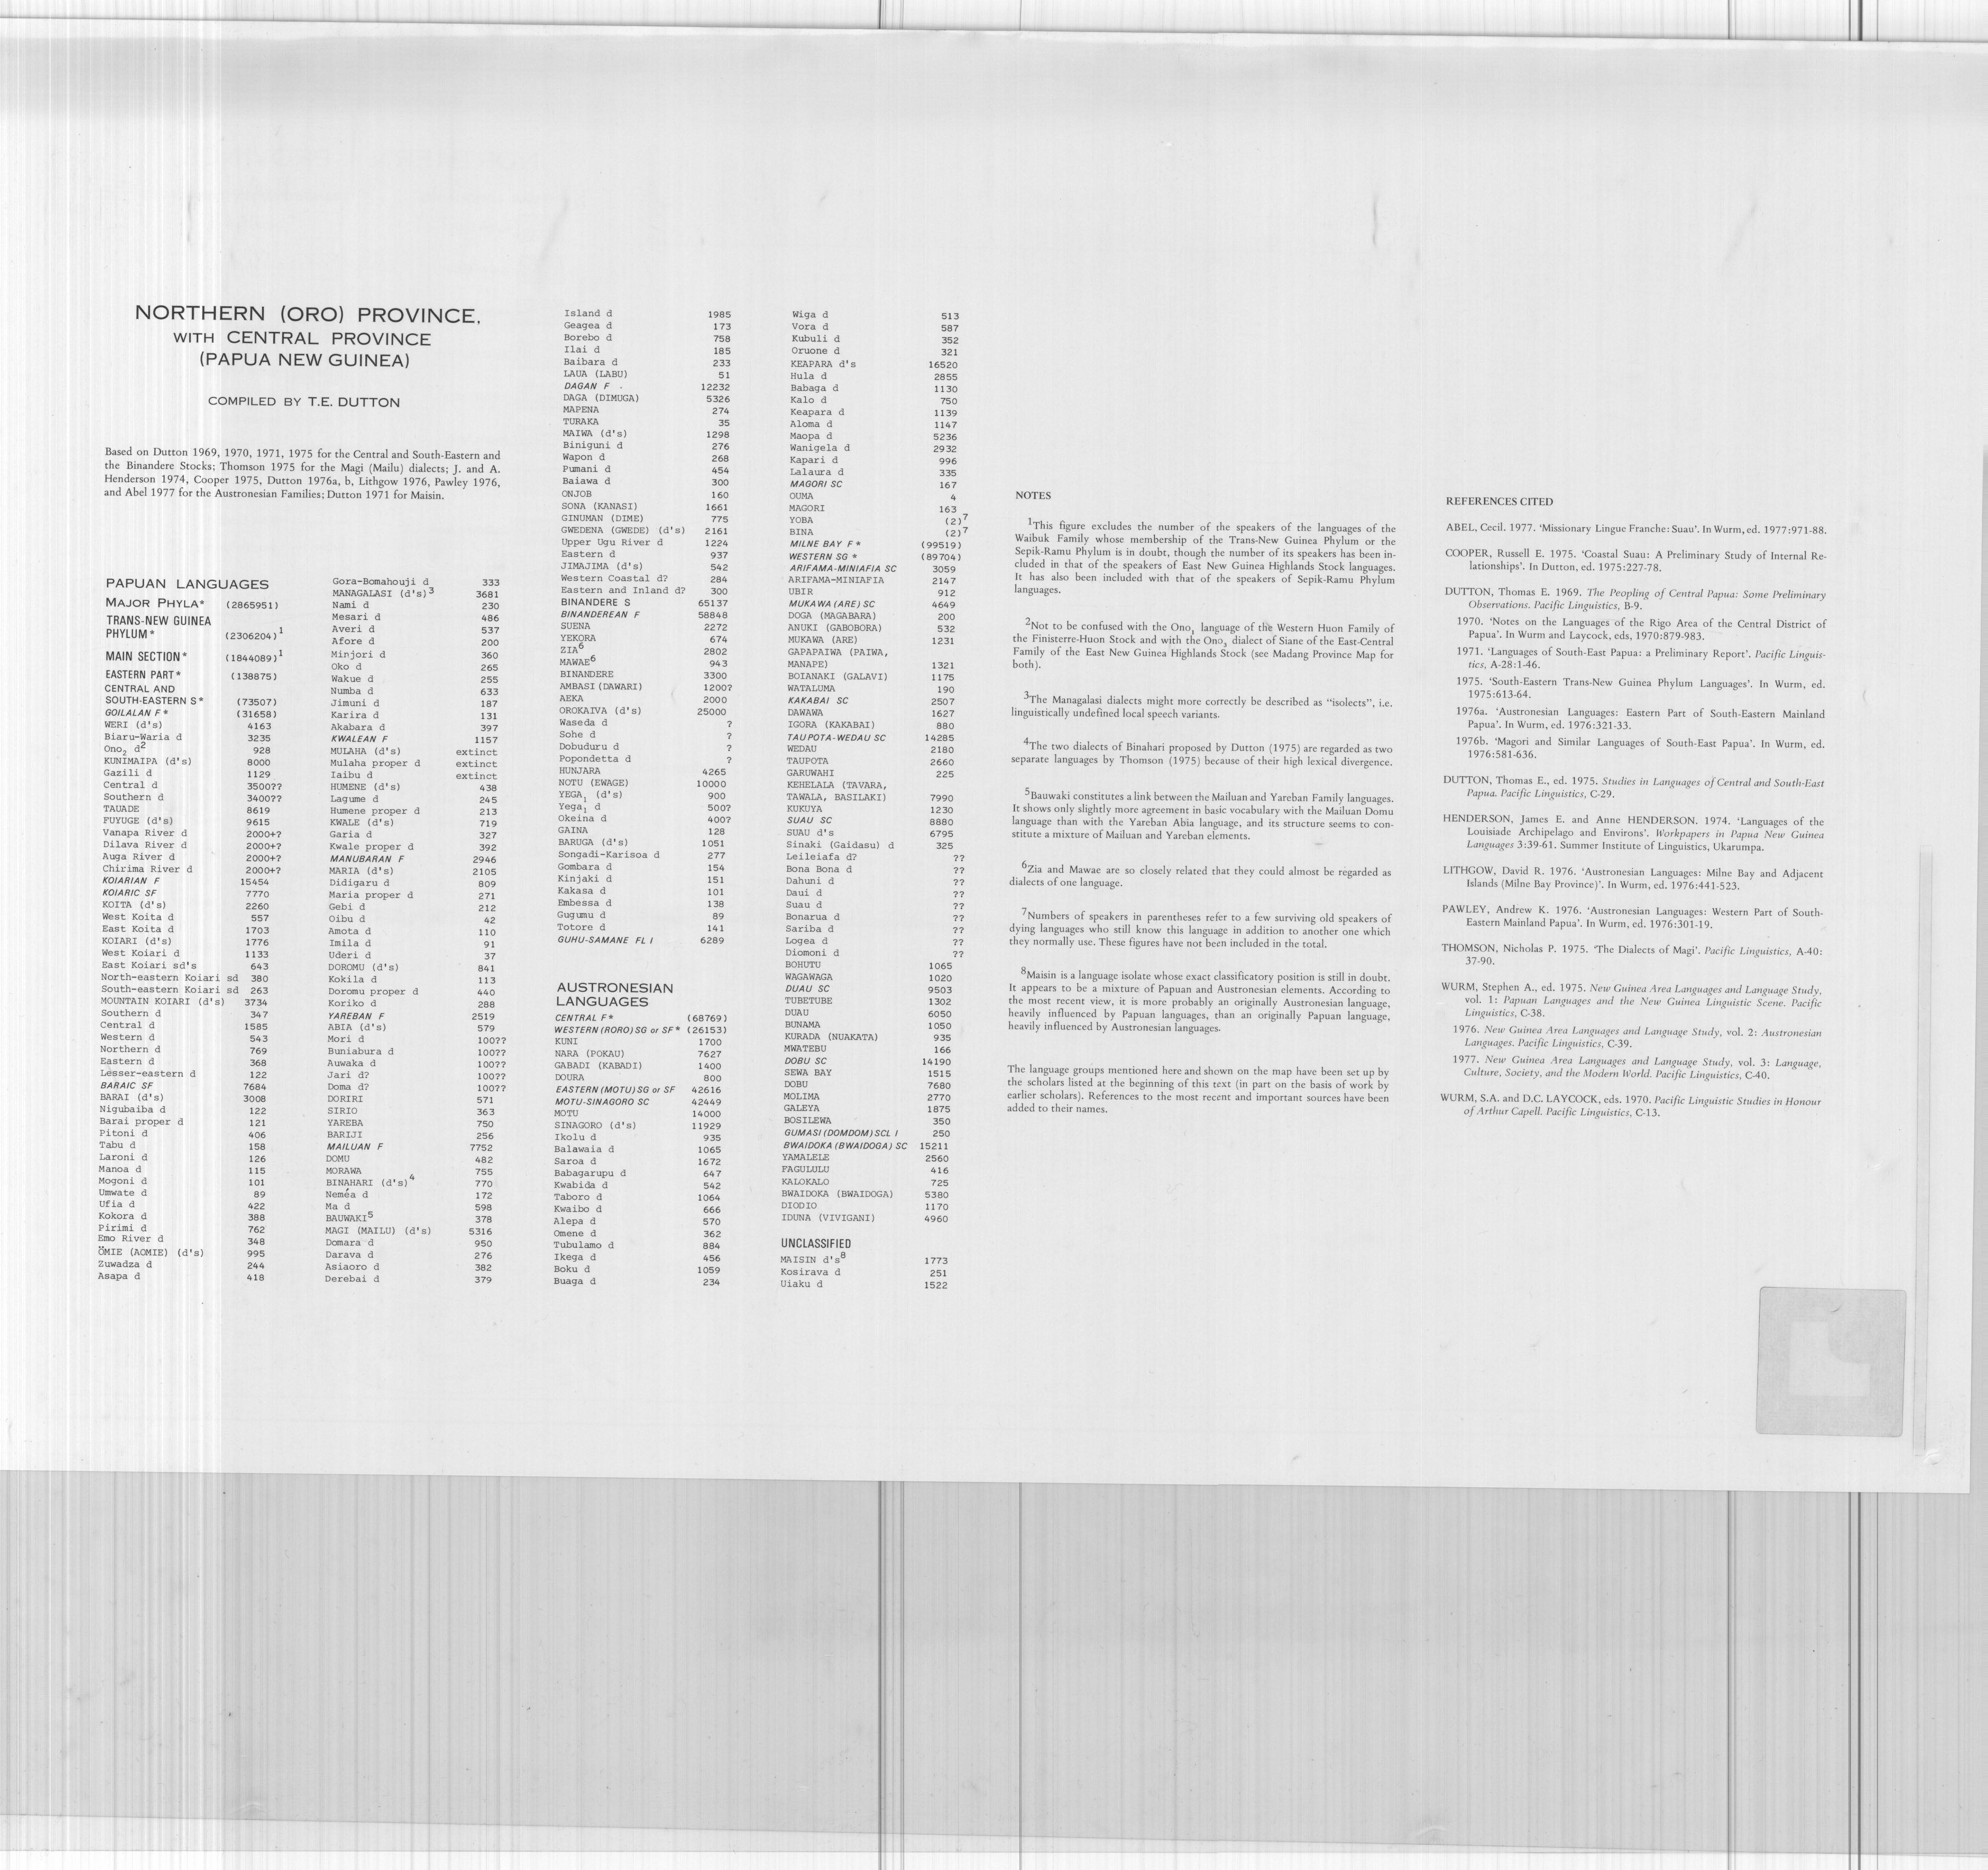 NORTHERN (ORO) PROVINCE,
WITH CENTRAL PROVINCE
(PAPUA NEW GUINEA)
COMPILED BY T.E. DUTTON
Based on Dutton 1969, 1970, 1971, 1975 for the Central and South-Eastern and
the Binandere Stocks; Thomson 1975 for the Magi (Mailu) dialects; J. and A.
Henderson 1974, Cooper 1975, Dutton 1976a, b, Lithgow 1976, Pawley 1976,
and Abel 1977 for the Austronesian Families; Dutton 1971 for Maisin.
PAPUAN LANGUAGES
MAJOR PHYLA* (2865951)
TRANS-NEW GUINEA
PHYLUM* (2306204)1
MAIN SECTION* (1844089)1
EASTERN PART* (138875)
CENTRAL AND
SOUTH-EASTERN S* (73507)
GOILALAN F* (31658)
WERI (d's) 4163
Biaru-Waria d 3235
Ono2 d2 928
KUNIMAIPA (d's) 8000
Gazili d 1129
Central d 3500??
Southern d 3400??
TAUADE 8619
FUYUGE (d's) 9615
Vanapa River d 2000+?
Dilava River d 2000+?
Auga River d 2000+?
Chirima River d 2000+?
KOIARIAN F 15454
KOIARIC SF 7770
KOITA (d's) 2260
West Koita d 557
East Koita d 1703
KOIARI (d's) 1776
West Koiari d 1133
East Koiari sd's 643
North-eastern Koiari sd 380
South-eastern Koiari sd 263
MOUNTAIN KOIARI (d's) 3734
Southern d 347
Central d 1585
Western d 543
Northern d 769
Eastern d 368
Lesser-eastern d 122
BARAIC SF 7684
BARAI (d's) 3008
Nigubaiba d 122
Barai proper d 121
Pitoni d 406
Tabu d 158
Laroni d 126
Manoa d 115
Mogoni d 101
Umwate d 89
Ufia d 422
Kokora d 388
Pirimi d 762
Emo River d 348
ÖMIE (AOMIE) (d's) 995
Zuwadza d 244
Asapa d 418
Gora-Bomahouji d 333
MANAGALASI (d's)3 3681
Nami d 230
Mesari d 486
Averi d 537
Afore d 200
Minjori d 360
Oko d 265
Wakue d 255
Numba d 633
Jimuni d 187
Karira d 131
Akabara d 397
KWALEAN F 1157
MULAHA (d's) extinct
Mulaha proper d extinct
Iaibu d extinct
HUMENE (d's) 438
Lagume d 245
Humene proper d 213
KWALE (d's) 719
Garia d 327
Kwale proper d 392
MANUBARAN F 2946
MARIA (d's) 2105
Didigaru d 809
Maria proper d 271
Gebi d 212
Oibu d 42
Amota d 110
Imila d 91
Uderi d 37
DOROMU (d's) 841
Kokila d 113
Doromu proper d 440
Koriko d 288
YAREBAN F 2519
ABIA (d's) 579
Mori d 100??
Buniabura d 100??
Auwaka d 100??
Jari d? 100??
Doma d? 100??
DORIRI 571
SIRIO 363
YAREBA 750
BARIJI 256
MAILUAN F 7752
DOMU 482
MORAWA 755
BINAHARI (d's)4 770
Neméa d 172
Ma d 598
BAUWAKI5 378
MAGI (MAILU) (d's) 5316
Domara d 950
Darava d 276
Asiaoro d 382
Derebai d 379
Island d 1985
Geagea d 173
Borebo d 758
Ilai d 185
Baibara d 233
LAUA (LABU) 51
DAGAN F 12232
DAGA (DIMUGA) 5326
MAPENA 274
TURAKA 35
MAIWA (d's) 1298
Biniguni d 276
Wapon d 268
Pumani d 454
Baiawa d 300
ONJOB 160
SONA (KANASI) 1661
GINUMAN (DIME) 775
GWEDENA (GWEDE) (d's) 2161
Upper Ugu River d 1224
Eastern d 937
JIMAJIMA (d's) 542
Western Coastal d? 284
Eastern and Inland d? 300
BINANDERE S 65137
BINANDEREAN F 58848
SUENA 2272
YEKORA 674
ZIA6 2802
MAWAE6 943
BINANDERE 3300
AMBASI (DAWARI) 1200?
AEKA 2000
OROKAIVA (d's) 25000
Waseda d ?
Sohe d ?
Dobuduru d ?
Popondetta d ?
HUNJARA 4265
NOTU (EWAGE) 10000
YEGA1 (d's) 900
Yega1 d 500?
Okeina d 400?
GAINA 128
BARUGA (d's) 1051
Songadi-Karisoa d 277
Gombara d 154
Kinjaki d 151
Kakasa d 101
Embessa d 138
Gugumu d 89
Totore d 141
GUHU-SAMANE FL I 6289
AUSTRONESIAN
LANGUAGES
CENTRAL F* (68769)
WESTERN (RORO) SG or SF* (26153)
KUNI 1700
NARA (POKAU) 7627
GABADI (KABADI) 1400
DOURA 800
EASTERN (MOTU) SG or SF 42616
MOTU-SINAGORO SC 42449
MOTU 14000
SINAGORO (d's) 11929
Ikolu d 935
Balawaia d 1065
Saroa d 1672
Babagarupu d 647
Kwabida d 542
Taboro d 1064
Kwaibo d 666
Alepa d 570
Omene d 362
Tubulamo d 884
Ikega d 456
Boku d 1059
Buaga d 234
Wiga d 513
Vora d 587
Kubuli d 352
Oruone d 321
KEAPARA d's 16520
Hula d 2855
Babaga d 1130
Kalo d 750
Keapara d 1139
Aloma d 1147
Maopa d 5236
Wanigela d 2932
Kapari d 996
Lalaura d 335
MAGORI SC 167
OUMA 4
MAGORI 163
YOBA (2)7
BINA (2)7
MILNE BAY F* (99519)
WESTERN SG * (89704)
ARIFAMA-MINIAFIA SC 3059
ARIFAMA-MINIAFIA 2147
UBIR 912
MUKAWA (ARE) SC 4649
DOGA (MAGABARA) 200
ANUKI (GABOBORA) 532
MUKAWA (ARE) 1231
GAPAPAIWA (PAIWA,
MANAPE) 1321
BOIANAKI (GALAVI) 1175
WATALUMA 190
KAKABAI SC 2507
DAWAWA 1627
IGORA (KAKABAI) 880
TAUPOTA-WEDAU SC 14285
WEDAU 2180
TAUPOTA 2660
GARUWAHI 225
KEHELALA (TAVARA,
TAWALA, BASILAKI) 7990
KUKUYA 1230
SUAU SC 8880
SUAU d's 6795
Sinaki (Gaidasu) d 325
Leileiafa d? ??
Bona Bona d ??
Dahuni d ??
Daui d ??
Suau d ??
Bonarua d ??
Sariba d ??
Logea d ??
Diomoni d ??
BOHUTU 1065
WAGAWAGA 1020
DUAU SC 9503
TUBETUBE 1302
DUAU 6050
BUNAMA 1050
KURADA (NUAKATA) 935
MWATEBU 166
DOBU SC 14190
SEWA BAY 1515
DOBU 7680
MOLIMA 2770
GALEYA 1875
BOSILEWA 350
GUMASI (DOMDOM) SCL I 250
BWAIDOKA (BWAIDOGA) SC 15211
YAMALELE 2560
FAGULULU 416
KALOKALO 725
BWAIDOKA (BWAIDOGA) 5380
DIODIO 1170
IDUNA (VIVIGANI) 4960
UNCLASSIFIED
MAISIN d's8 1773
Kosirava d 251
Uiaku d 1522
NOTES
1This figure excludes the number of the speakers of the languages of the
Waibuk Family whose membership of the Trans-New Guinea Phylum or the
Sepik-Ramu Phylum is in doubt, though the number of its speakers has been in-
cluded in that of the speakers of East New Guinea Highlands Stock languages.
It has also been included with that of the speakers of Sepik-Ramu Phylum
languages.
2Not to be confused with the Ono1 language of the Western Huon Family of
the Finisterre-Huon Stock and with the Ono3 dialect of Siane of the East-Central
Family of the East New Guinea Highlands Stock (see Madang Province Map for
both).
3The Managalasi dialects might more correctly be described as "isolects", i.e.
linguistically undefined local speech variants.
4The two dialects of Binahari proposed by Dutton (1975) are regarded as two
separate languages by Thomson (1975) because of their high lexical divergence.
5Bauwaki constitutes a link between the Mailuan and Yareban Family languages.
It shows only slightly more agreement in basic vocabulary with the Mailuan Domu
language than with the Yareban Abia language, and its structure seems to con-
stitute a mixture of Mailuan and Yareban elements.
6Zia and Mawae are so closely related that they could almost be regarded as
dialects of one language.
7Numbers of speakers in parentheses refer to a few surviving old speakers of
dying languages who still know this language in addition to another one which
they normally use. These figures have not been included in the total.
8Maisin is a language isolate whose exact classificatory position is still in doubt.
It appears to be a mixture of Papuan and Austronesian elements. According to
the most recent view, it is more probably an originally Austronesian language,
heavily influenced by Papuan languages, than an originally Papuan language,
heavily influenced by Austronesian languages.
The language groups mentioned here and shown on the map have been set up by
the scholars listed at the beginning of this text (in part on the basis of work by
earlier scholars). References to the most recent and important sources have been
added to their names.
REFERENCES CITED
ABEL, Cecil. 1977. 'Missionary Lingue Franche: Suau'. In Wurm, ed. 1977:971-88.
COOPER, Russell E. 1975. 'Coastal Suau: A Preliminary Study of Internal Re-
lationships'. In Dutton, ed. 1975:227-78.
DUTTON, Thomas E. 1969. The Peopling of Central Papua: Some Preliminary
Observations. Pacific Linguistics, B-9.
1970. 'Notes on the Languages of the Rigo Area of the Central District of
Papua'. In Wurm and Laycock, eds, 1970:879-983.
1971. 'Languages of South-East Papua: a Preliminary Report'. Pacific Linguis-
tics, A-28:1-46.
1975. 'South-Eastern Trans-New Guinea Phylum Languages'. In Wurm, ed.
1975:613-64.
1976a. 'Austronesian Languages: Eastern Part of South-Eastern Mainland
Papua'. In Wurm, ed. 1976:321-33.
1976b. 'Magori and Similar Languages of South-East Papua'. In Wurm, ed.
1976:581-636.
DUTTON, Thomas E., ed. 1975. Studies in Languages of Central and South-East
Papua. Pacific Linguistics, C-29.
HENDERSON, James E. and Anne HENDERSON. 1974. 'Languages of the
Louisiade Archipelago and Environs'. Workpapers in Papua New Guinea
Languages 3:39-61. Summer Institute of Linguistics, Ukarumpa.
LITHGOW, David R. 1976. 'Austronesian Languages: Milne Bay and Adjacent
Islands (Milne Bay Province)'. In Wurm, ed. 1976:441-523.
PAWLEY, Andrew K. 1976. 'Austronesian Languages: Western Part of South-
Eastern Mainland Papua'. In Wurm, ed. 1976:301-19.
THOMSON, Nicholas P. 1975. 'The Dialects of Magi'. Pacific Linguistics, A-40:
37-90.
WURM, Stephen A., ed. 1975. New Guinea Area Languages and Language Study,
vol. 1: Papuan Languages and the New Guinea Linguistic Scene. Pacific
Linguistics, C-38.
1976. New Guinea Area Languages and Language Study, vol. 2: Austronesian
Languages. Pacific Linguistics, C-39.
1977. New Guinea Area Languages and Language Study, vol. 3: Language,
Culture, Society, and the Modern World. Pacific Linguistics, C-40.
WURM, S.A. and D.C. LAYCOCK, eds. 1970. Pacific Linguistic Studies in Honour
of Arthur Capell. Pacific Linguistics, C-13.